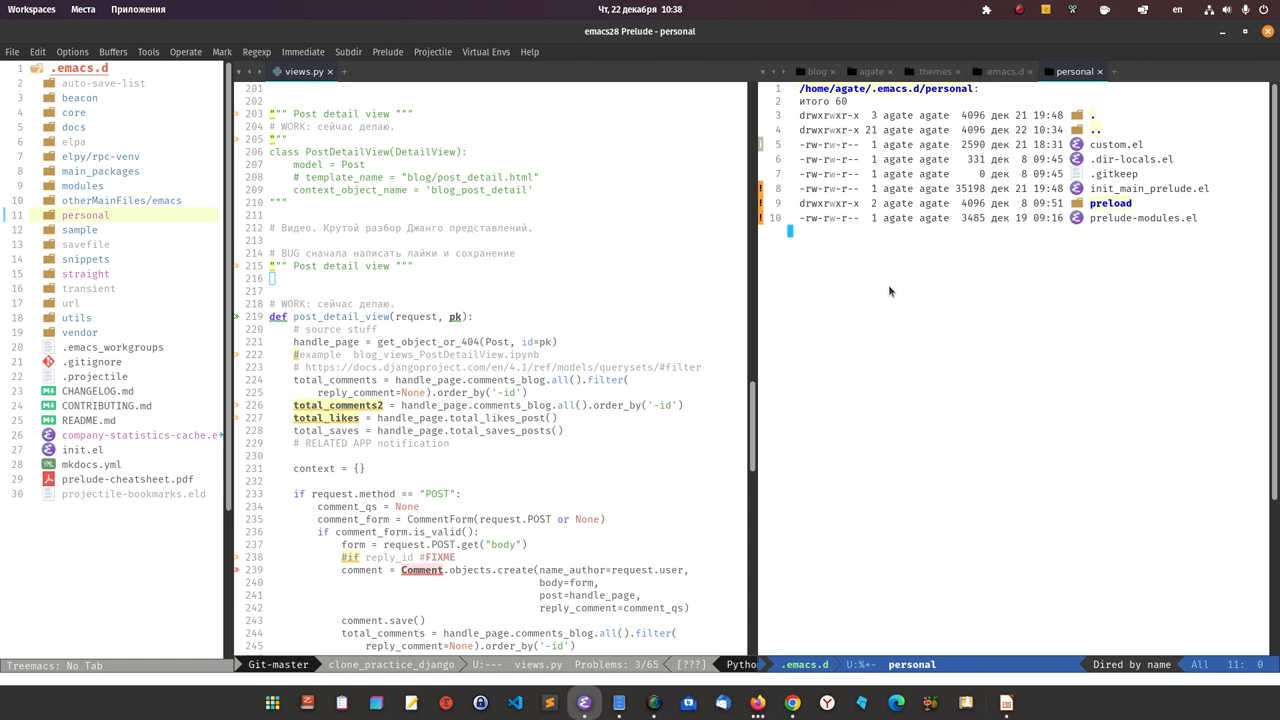 Workspaces Места Приложения Чт, 22 декабря 10:38 en
emacs28 Prelude - personal
File Edit Options Buffers Tools Operate Mark Regexp Immediate Subdir Prelude Projectile Virtual Envs Help
1 .emacs.d
2 auto-save-list
3 beacon
4 core
5 docs
6 elpa
7 elpy/rpc-venv
8 main_packages
9 modules
10 otherMainFiles/emacs
11 personal
12 sample
13 savefile
14 snippets
15 straight
16 transient
17 url
18 utils
19 vendor
20 .emacs_workgroups
21 .gitignore
22 .projectile
23 CHANGELOG.md
24 CONTRIBUTING.md
25 README.md
26 company-statistics-cache.e
27 init.el
28 mkdocs.yml
29 prelude-cheatsheet.pdf
30 projectile-bookmarks.eld
Treemacs: No Tab
views.py × +
201
202
203 """ Post detail view """
204 # WORK: сейчас делаю.
205 """
206 class PostDetailView(DetailView):
207 model = Post
208 # template_name = "blog/post_detail.html"
209 context_object_name = 'blog_post_detail'
210 """
211
212 # Видео. Крутой разбор Джанго представлений.
213
214 # BUG сначала написать лайки и сохранение
215 """ Post detail view """
216
217
218 # WORK: сейчас делаю.
219 def post_detail_view(request, pk):
220 # source stuff
221 handle_page = get_object_or_404(Post, id=pk)
222 #example blog_views_PostDetailView.ipynb
223 # https://docs.djangoproject.com/en/4.1/ref/models/querysets/#filter
224 total_comments = handle_page.comments_blog.all().filter(
225 reply_comment=None).order_by('-id')
226 total_comments2 = handle_page.comments_blog.all().order_by('-id')
227 total_likes = handle_page.total_likes_post()
228 total_saves = handle_page.total_saves_posts()
229 # RELATED APP notification
230
231 context = {}
232
233 if request.method == "POST":
234 comment_qs = None
235 comment_form = CommentForm(request.POST or None)
236 if comment_form.is_valid():
237 form = request.POST.get("body")
238 #if reply_id #FIXME
239 comment = Comment.objects.create(name_author=request.user,
240 body=form,
241 post=handle_page,
242 reply_comment=comment_qs)
243 comment.save()
244 total_comments = handle_page.comments_blog.all().filter(
245 reply_comment=None).order_by('-id')
Git-master clone_practice_django U:--- views.py Problems: 3/65 [???] Python
blog × agate × .themes × .emacs.d × personal × +
1 /home/agate/.emacs.d/personal:
2 итого 60
3 drwxrwxr-x 3 agate agate 4096 дек 21 19:48 .
4 drwxrwxr-x 21 agate agate 4096 дек 22 10:34 ..
5 -rw-rw-r-- 1 agate agate 2590 дек 21 18:31 custom.el
6 -rw-rw-r-- 1 agate agate 331 дек 8 09:45 .dir-locals.el
7 -rw-rw-r-- 1 agate agate 0 дек 8 09:45 .gitkeep
8 -rw-rw-r-- 1 agate agate 35198 дек 21 19:48 init_main_prelude.el
9 drwxrwxr-x 2 agate agate 4096 дек 8 09:51 preload
10 -rw-rw-r-- 1 agate agate 3485 дек 19 09:16 prelude-modules.el
.emacs.d U:%+- personal Dired by name All 11: 0